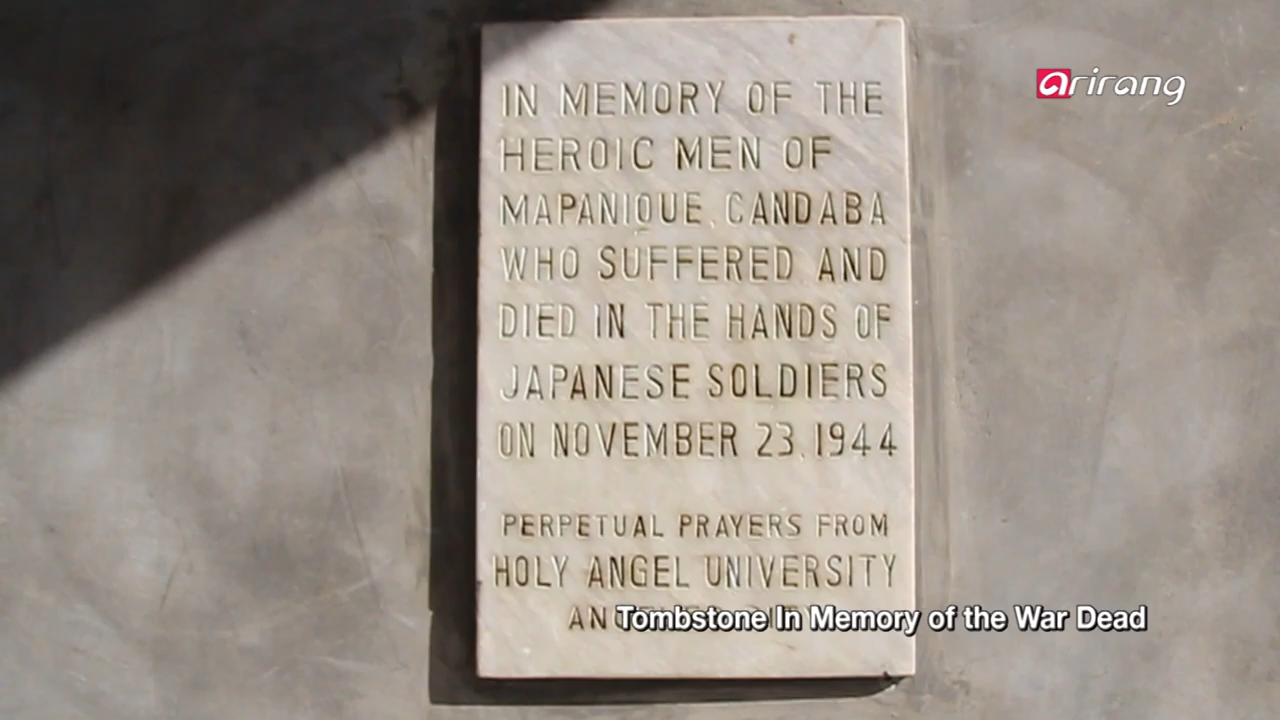 arirang
IN MEMORY OF THE
HEROIC MEN OF
MAPANIQUE, CANDABA
WHO SUFFERED AND
DIED IN THE HANDS OF
JAPANESE SOLDIERS
ON NOVEMBER 23, 1944
PERPETUAL PRAYERS FROM
HOLY ANGEL UNIVERSITY
Tombstone In Memory of the War Dead